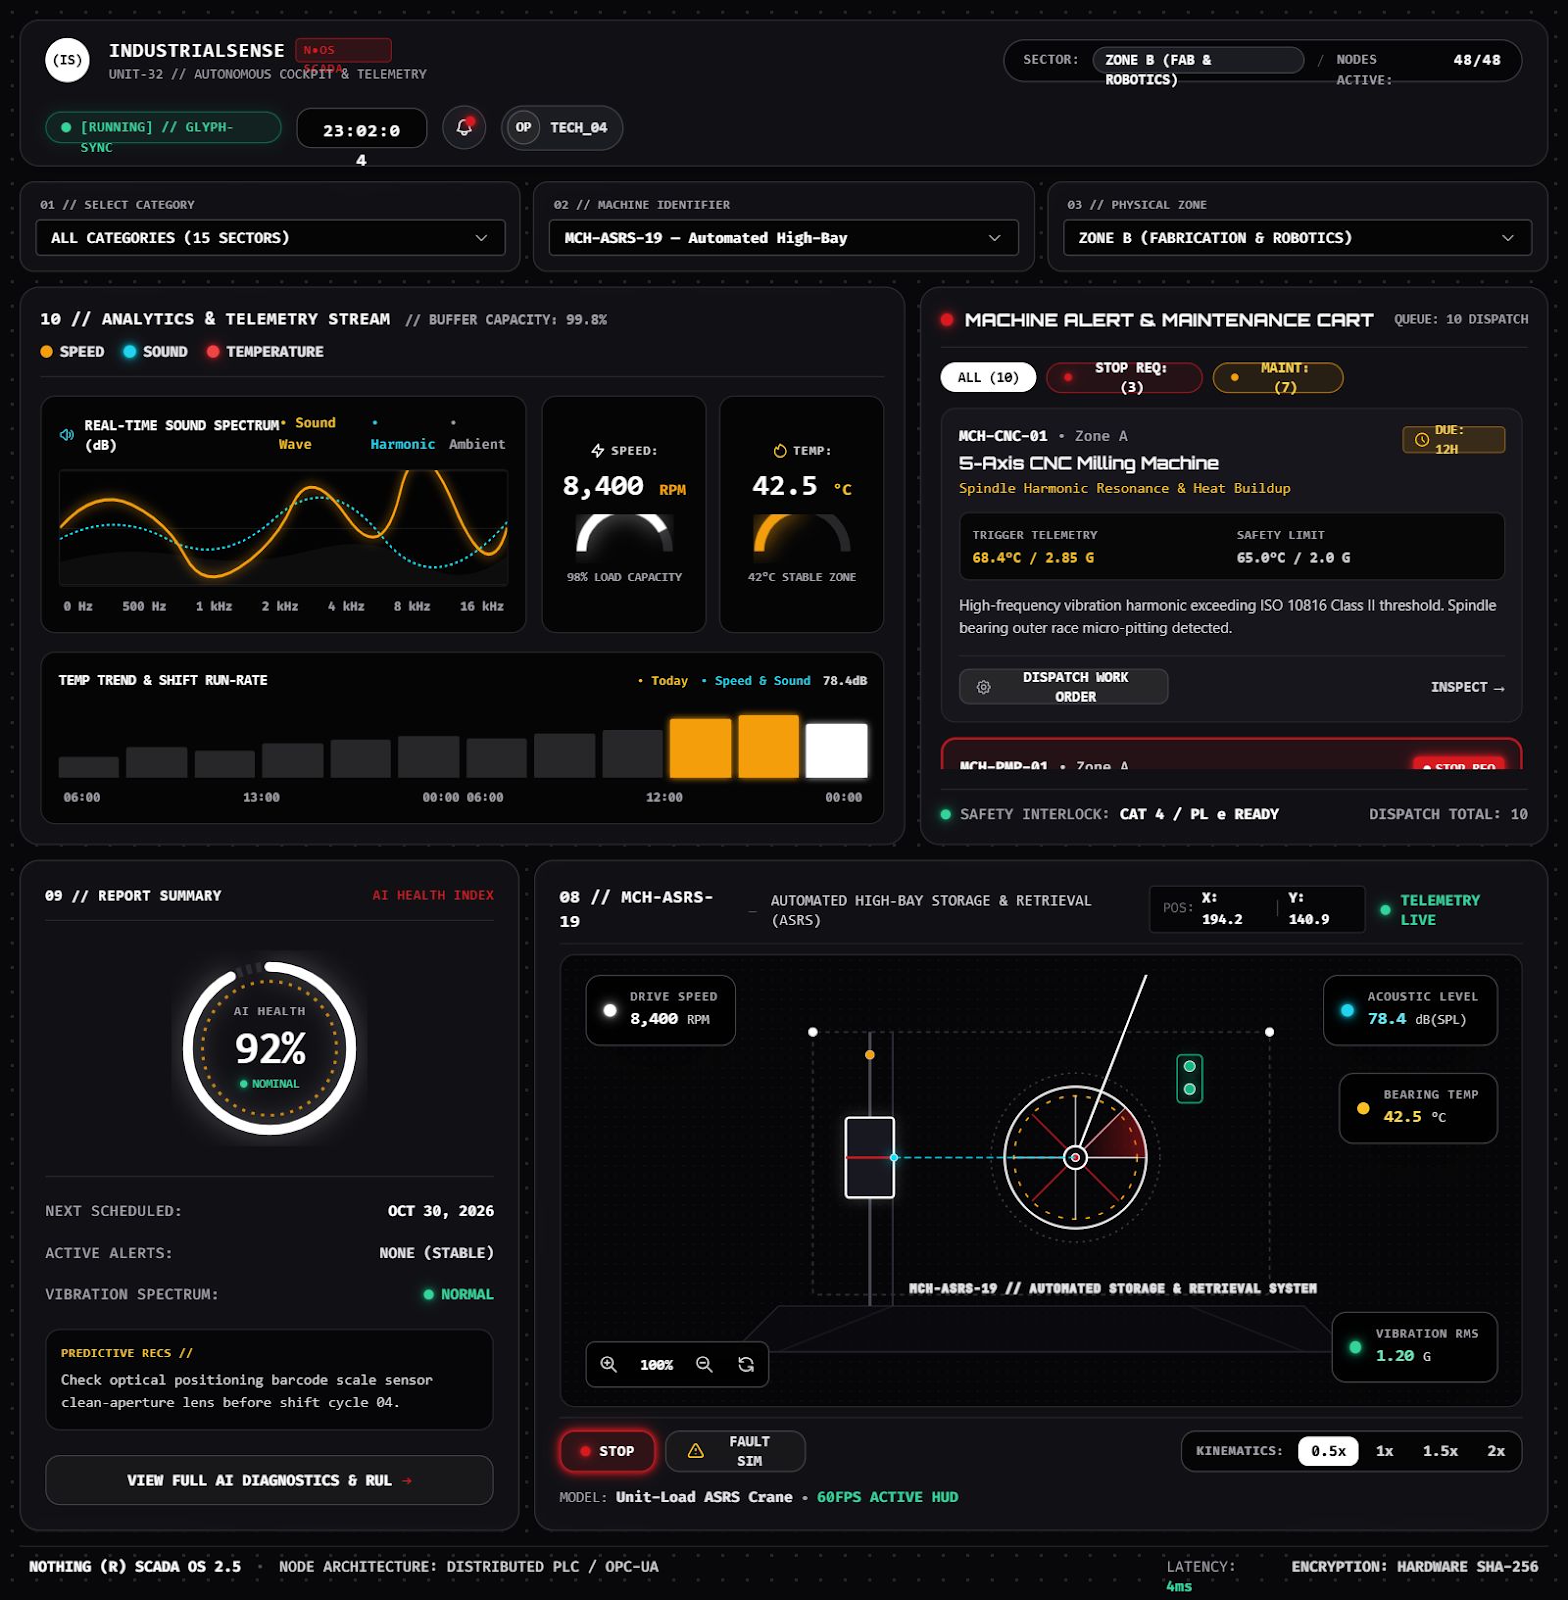 (IS)
INDUSTRIALSENSE
N•OS
SCADA
UNIT-32 // AUTONOMOUS COCKPIT & TELEMETRY
SECTOR:
ZONE B (FAB &
ROBOTICS)
/
NODES
ACTIVE:
48/48
[RUNNING] // GLYPH-
SYNC
23:02:0
4
OP
TECH_04
01 // SELECT CATEGORY
ALL CATEGORIES (15 SECTORS)
02 // MACHINE IDENTIFIER
MCH-ASRS-19 — Automated High-Bay
03 // PHYSICAL ZONE
ZONE B (FABRICATION & ROBOTICS)
10 // ANALYTICS & TELEMETRY STREAM // BUFFER CAPACITY: 99.8%
SPEED SOUND TEMPERATURE
REAL-TIME SOUND SPECTRUM
(dB)
• Sound
Wave
•
Harmonic
•
Ambient
0 Hz 500 Hz 1 kHz 2 kHz 4 kHz 8 kHz 16 kHz
SPEED:
8,400 RPM
98% LOAD CAPACITY
TEMP:
42.5 °C
42°C STABLE ZONE
TEMP TREND & SHIFT RUN-RATE
• Today • Speed & Sound 78.4dB
06:00 13:00 00:00 06:00 12:00 00:00
MACHINE ALERT & MAINTENANCE CART
QUEUE: 10 DISPATCH
ALL (10)
STOP REQ:
(3)
MAINT:
(7)
MCH-CNC-01 • Zone A
DUE:
12H
5-Axis CNC Milling Machine
Spindle Harmonic Resonance & Heat Buildup
TRIGGER TELEMETRY
68.4°C / 2.85 G
SAFETY LIMIT
65.0°C / 2.0 G
High-frequency vibration harmonic exceeding ISO 10816 Class II threshold. Spindle
bearing outer race micro-pitting detected.
DISPATCH WORK
ORDER
INSPECT →
MCH-PMP-01 • Zone A
STOP REQ
SAFETY INTERLOCK: CAT 4 / PL e READY
DISPATCH TOTAL: 10
09 // REPORT SUMMARY
AI HEALTH INDEX
AI HEALTH
92%
NOMINAL
NEXT SCHEDULED: OCT 30, 2026
ACTIVE ALERTS: NONE (STABLE)
VIBRATION SPECTRUM: NORMAL
PREDICTIVE RECS //
Check optical positioning barcode scale sensor
clean-aperture lens before shift cycle 04.
VIEW FULL AI DIAGNOSTICS & RUL →
08 // MCH-ASRS-
19
—
AUTOMATED HIGH-BAY STORAGE & RETRIEVAL
(ASRS)
POS:
X:
194.2
Y:
140.9
TELEMETRY
LIVE
DRIVE SPEED
8,400 RPM
ACOUSTIC LEVEL
78.4 dB(SPL)
BEARING TEMP
42.5 °C
MCH-ASRS-19 // AUTOMATED STORAGE & RETRIEVAL SYSTEM
VIBRATION RMS
1.20 G
100%
STOP
FAULT
SIM
KINEMATICS: 0.5x 1x 1.5x 2x
MODEL: Unit-Load ASRS Crane • 60FPS ACTIVE HUD
NOTHING (R) SCADA OS 2.5 • NODE ARCHITECTURE: DISTRIBUTED PLC / OPC-UA
LATENCY:
4ms
ENCRYPTION: HARDWARE SHA-256